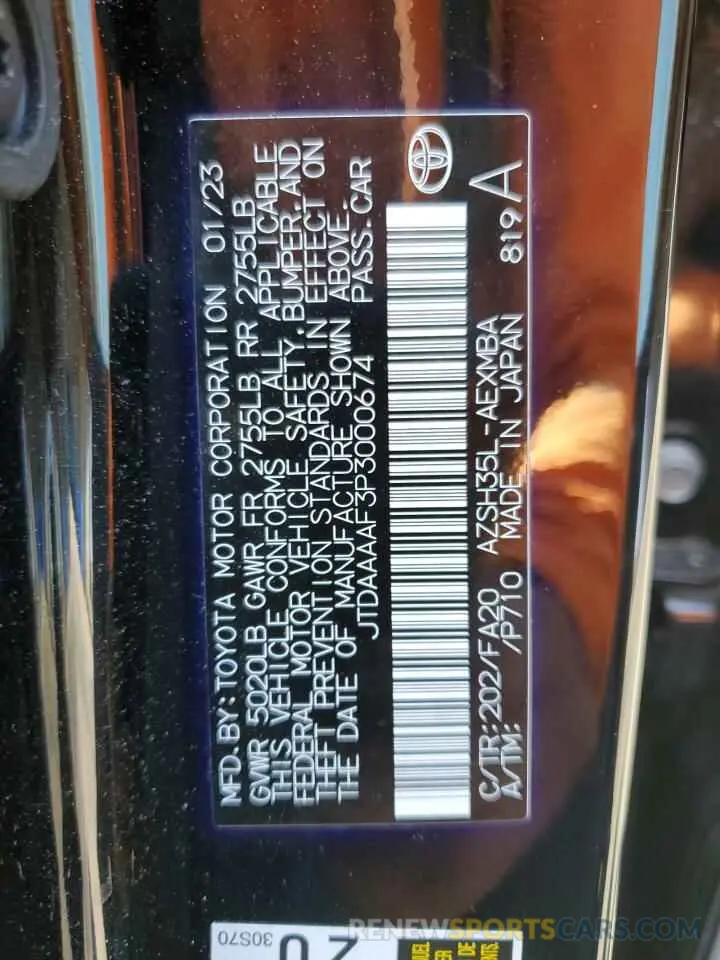 MFD. BY: TOYOTA MOTOR CORPORATION 01/23
GVWR 5020LB GAWR FR 2755LB RR 2755LB
THIS VEHICLE CONFORMS TO ALL APPLICABLE
FEDERAL MOTOR VEHICLE SAFETY, BUMPER, AND
THEFT PREVENTION STANDARDS IN EFFECT ON
THE DATE OF MANUFACTURE SHOWN ABOVE.
JTDAAAAF3P3000674 PASS. CAR
C/TR: 202/FA20 AZSH35L-AEXMBA 819A
A/TM: /P710 MADE IN JAPAN
30S70
RENEWSPORTSCARS.COM